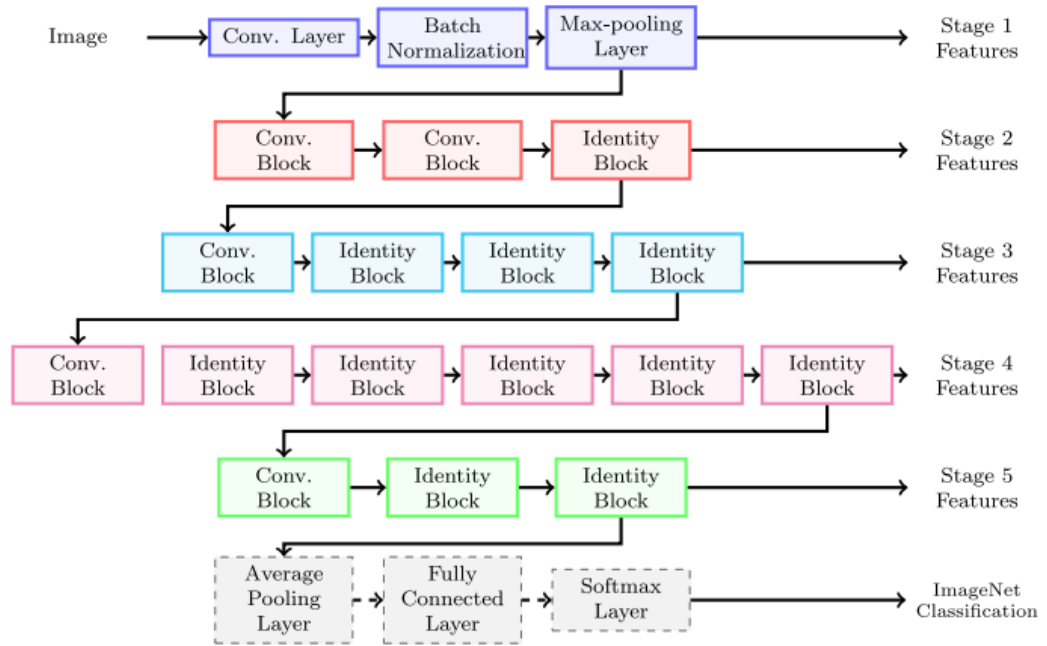 Image
Conv. Layer
Batch
Normalization
Max-pooling
Layer
Stage 1
Features
Conv.
Block
Conv.
Block
Identity
Block
Stage 2
Features
Conv.
Block
Identity
Block
Identity
Block
Identity
Block
Stage 3
Features
Conv.
Block
Identity
Block
Identity
Block
Identity
Block
Identity
Block
Identity
Block
Stage 4
Features
Conv.
Block
Identity
Block
Identity
Block
Stage 5
Features
Average
Pooling
Layer
Fully
Connected
Layer
Softmax
Layer
ImageNet
Classification